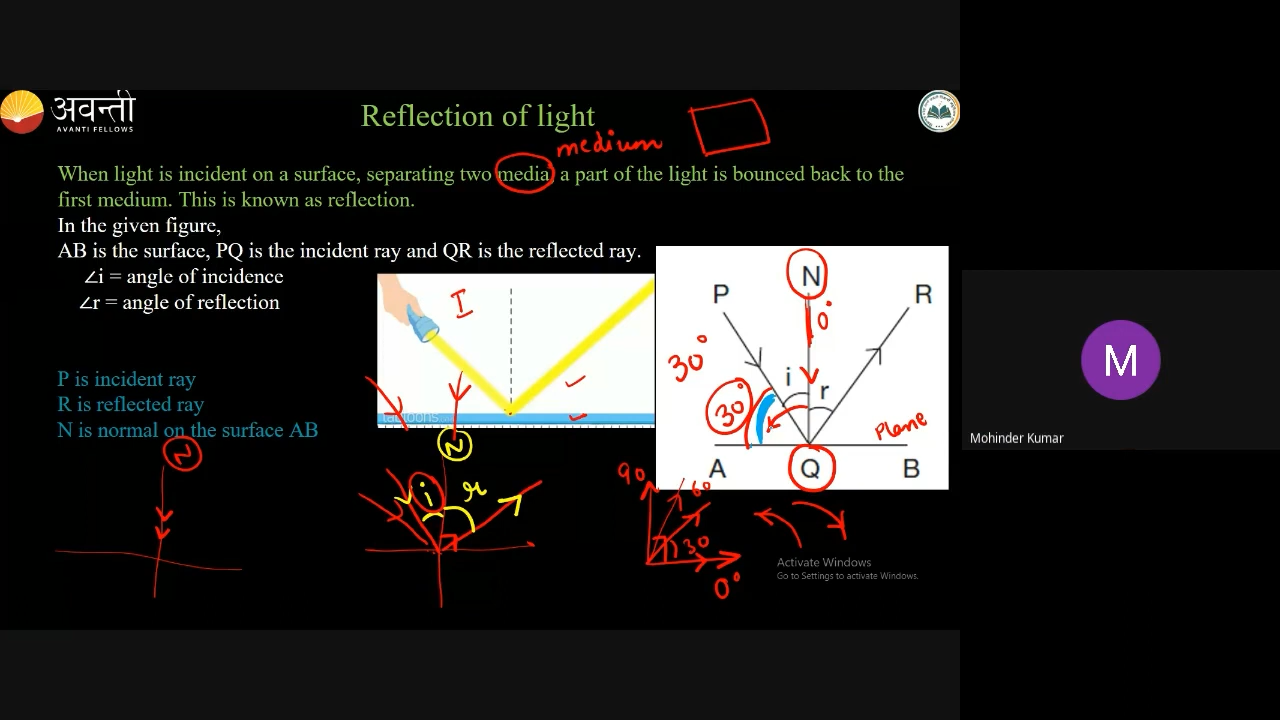 अवन्ती
AVANTI FELLOWS
Reflection of light
medium
When light is incident on a surface, separating two media, a part of the light is bounced back to the
first medium. This is known as reflection.
In the given figure,
AB is the surface, PQ is the incident ray and QR is the reflected ray.
∠i = angle of incidence
∠r = angle of reflection
P is incident ray
R is reflected ray
N is normal on the surface AB
N
I
N
i r
P N R
0°
30°
i r
30°
Plane
A Q B
90 60
30
0°
Activate Windows
Go to Settings to activate Windows.
M
Mohinder Kumar